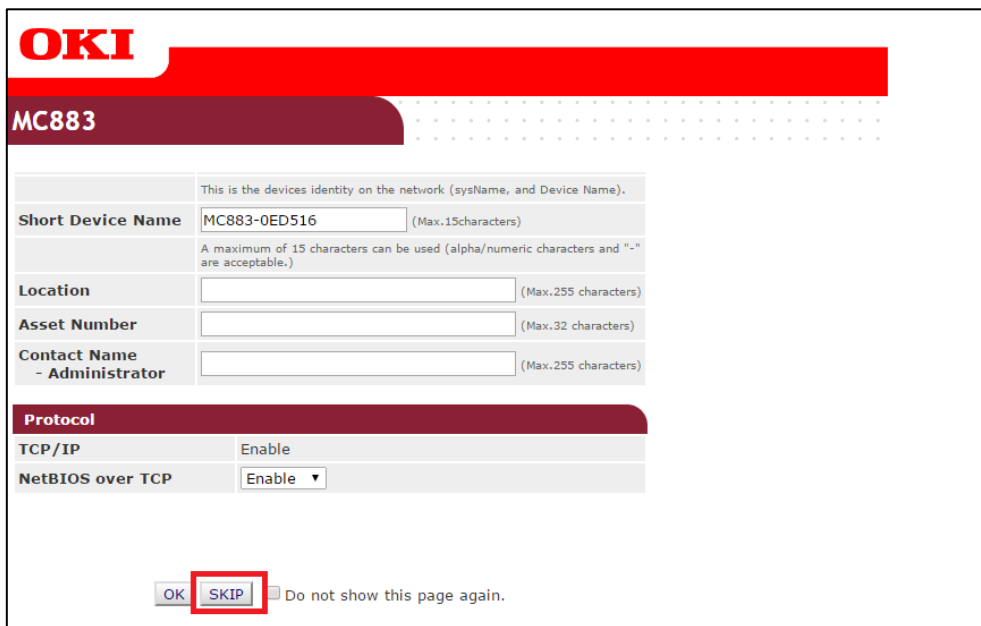 OKI
MC883
This is the devices identity on the network (sysName, and Device Name).
Short Device Name MC883-0ED516 (Max.15characters)
A maximum of 15 characters can be used (alpha/numeric characters and "-"
are acceptable.)
Location (Max.255 characters)
Asset Number (Max.32 characters)
Contact Name
- Administrator (Max.255 characters)
Protocol
TCP/IP Enable
NetBIOS over TCP Enable
OK SKIP Do not show this page again.